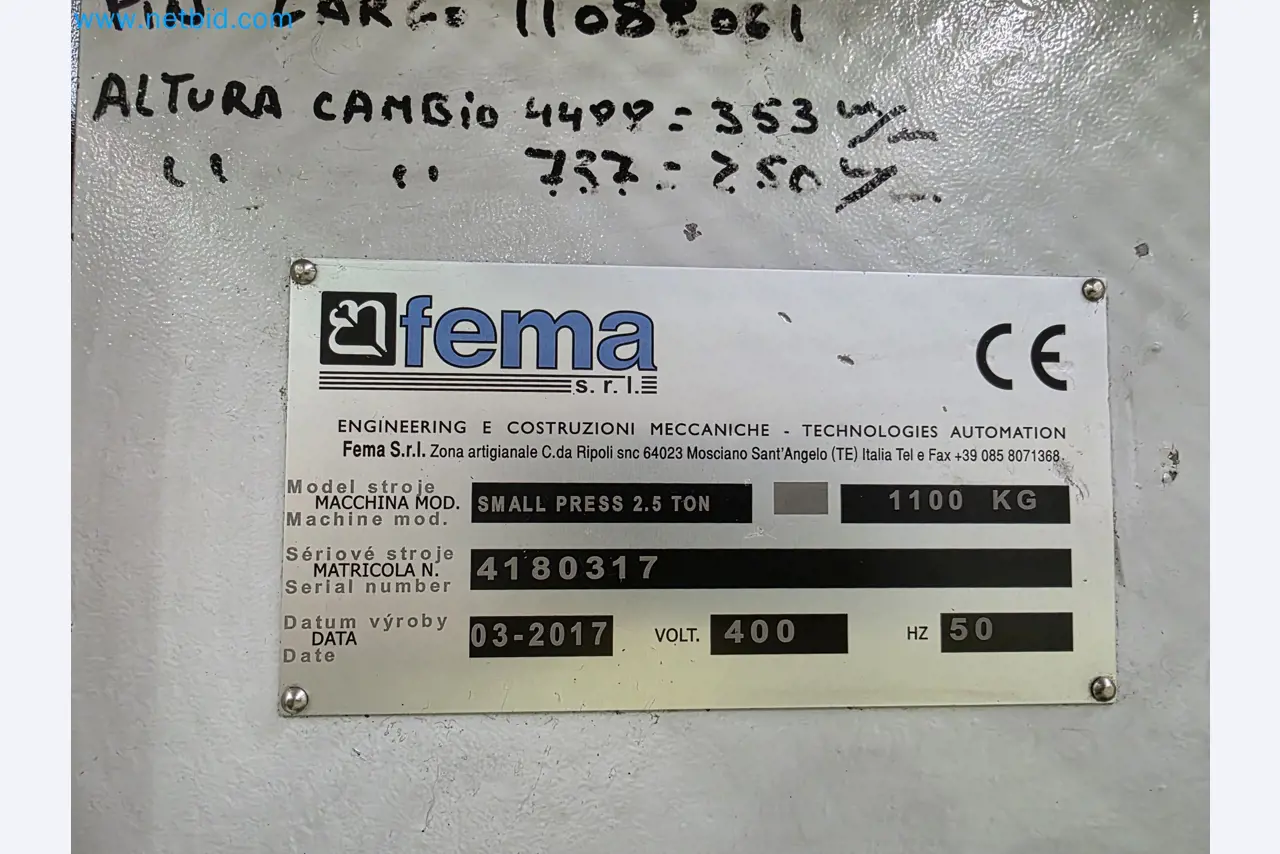 www.netbid.com
11088061
ALTURA CAMBiO 4499 = 353 m/m
" " 737 = 250 m/m
fema
s.r.l.
CE
ENGINEERING E COSTRUZIONI MECCANICHE - TECHNOLOGIES AUTOMATION
Fema S.r.l. Zona artigianale C.da Ripoli snc 64023 Mosciano Sant'Angelo (TE) Italia Tel e Fax +39 085 8071368
Model stroje
MACCHINA MOD. SMALL PRESS 2.5 TON 1100 KG
Machine mod.
Sériové stroje
MATRICOLA N. 4180317
Serial number
Datum výroby
DATA 03-2017 VOLT. 400 HZ 50
Date